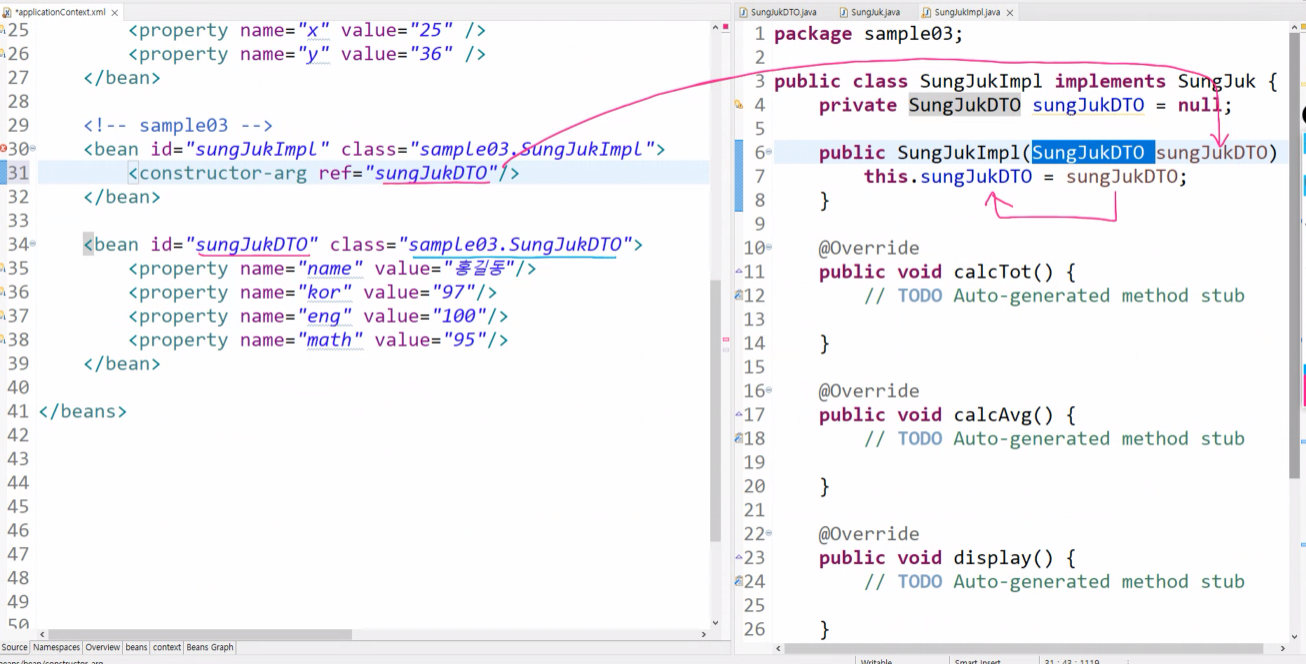 *applicationContext.xml
25 <property name="x" value="25" />
26 <property name="y" value="36" />
27 </bean>
28
29 <!-- sample03 -->
30 <bean id="sungJukImpl" class="sample03.SungJukImpl">
31 <constructor-arg ref="sungJukDTO"/>
32 </bean>
33
34 <bean id="sungJukDTO" class="sample03.SungJukDTO">
35 <property name="name" value="홍길동"/>
36 <property name="kor" value="97"/>
37 <property name="eng" value="100"/>
38 <property name="math" value="95"/>
39 </bean>
40
41 </beans>
42
43
44
45
46
47
48
49
50
Source Namespaces Overview beans context Beans Graph
SungJukDTO.java SungJuk.java SungJukImpl.java
1 package sample03;
2
3 public class SungJukImpl implements SungJuk {
4 private SungJukDTO sungJukDTO = null;
5
6 public SungJukImpl(SungJukDTO sungJukDTO)
7 this.sungJukDTO = sungJukDTO;
8 }
9
10 @Override
11 public void calcTot() {
12 // TODO Auto-generated method stub
13
14 }
15
16 @Override
17 public void calcAvg() {
18 // TODO Auto-generated method stub
19
20 }
21
22 @Override
23 public void display() {
24 // TODO Auto-generated method stub
25
26 }
Writable Smart Insert 31 : 43 : 1119